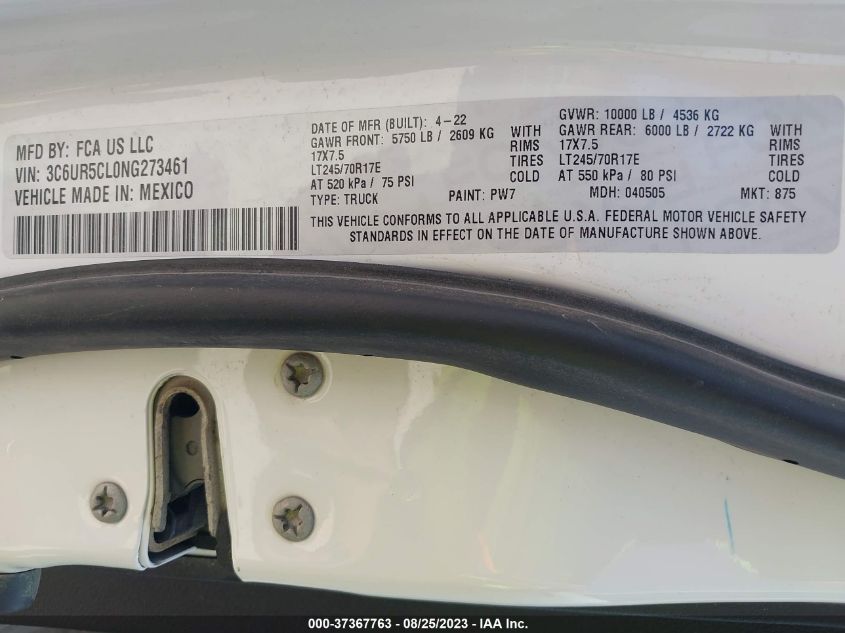 MFD BY: FCA US LLC
VIN: 3C6UR5CL0NG273461
VEHICLE MADE IN: MEXICO
DATE OF MFR (BUILT): 4-22
GAWR FRONT: 5750 LB / 2609 KG WITH
17X7.5 RIMS
LT245/70R17E TIRES
AT 520 kPa / 75 PSI COLD
TYPE: TRUCK PAINT: PW7
GVWR: 10000 LB / 4536 KG
GAWR REAR: 6000 LB / 2722 KG WITH
17X7.5 RIMS
LT245/70R17E TIRES
AT 550 kPa / 80 PSI COLD
MDH: 040505 MKT: 875
THIS VEHICLE CONFORMS TO ALL APPLICABLE U.S.A. FEDERAL MOTOR VEHICLE SAFETY
STANDARDS IN EFFECT ON THE DATE OF MANUFACTURE SHOWN ABOVE.
000-37367763 - 08/25/2023 - IAA Inc.